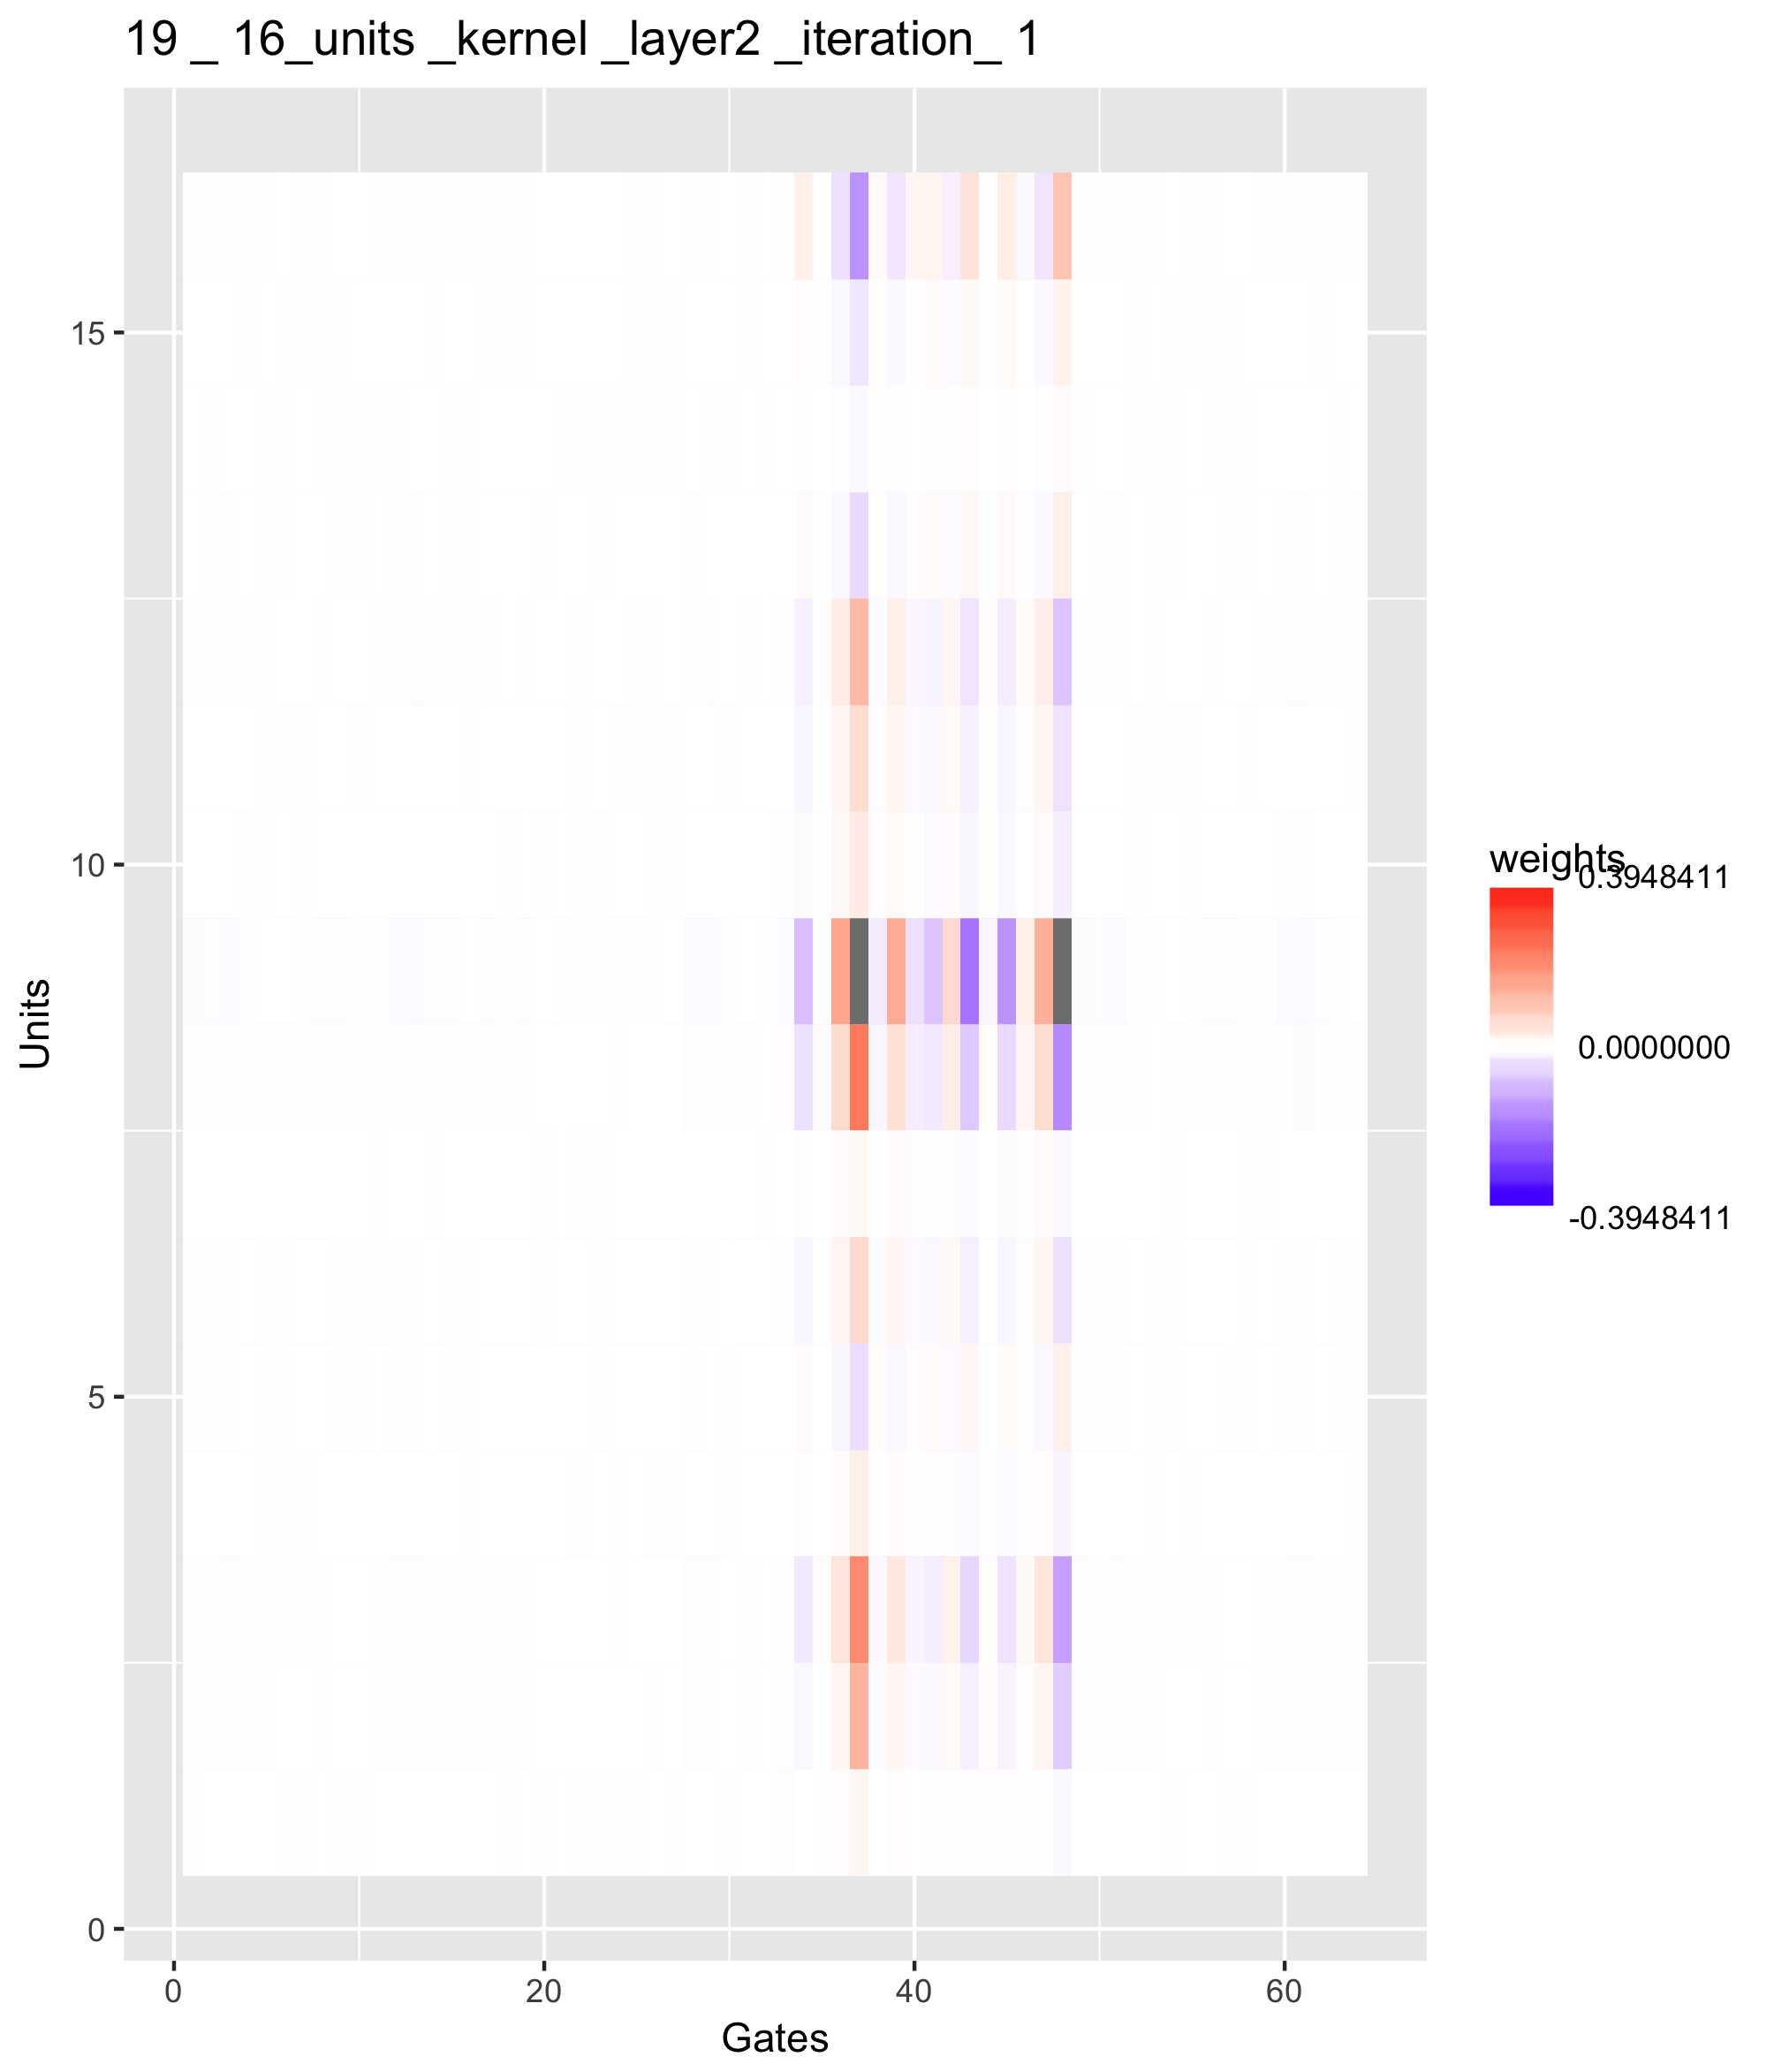 19 _ 16_units _kernel _layer2 _iteration_ 1
15
10
5
0
Units
0 20 40 60
Gates
weights
0.3948411
0.0000000
-0.3948411